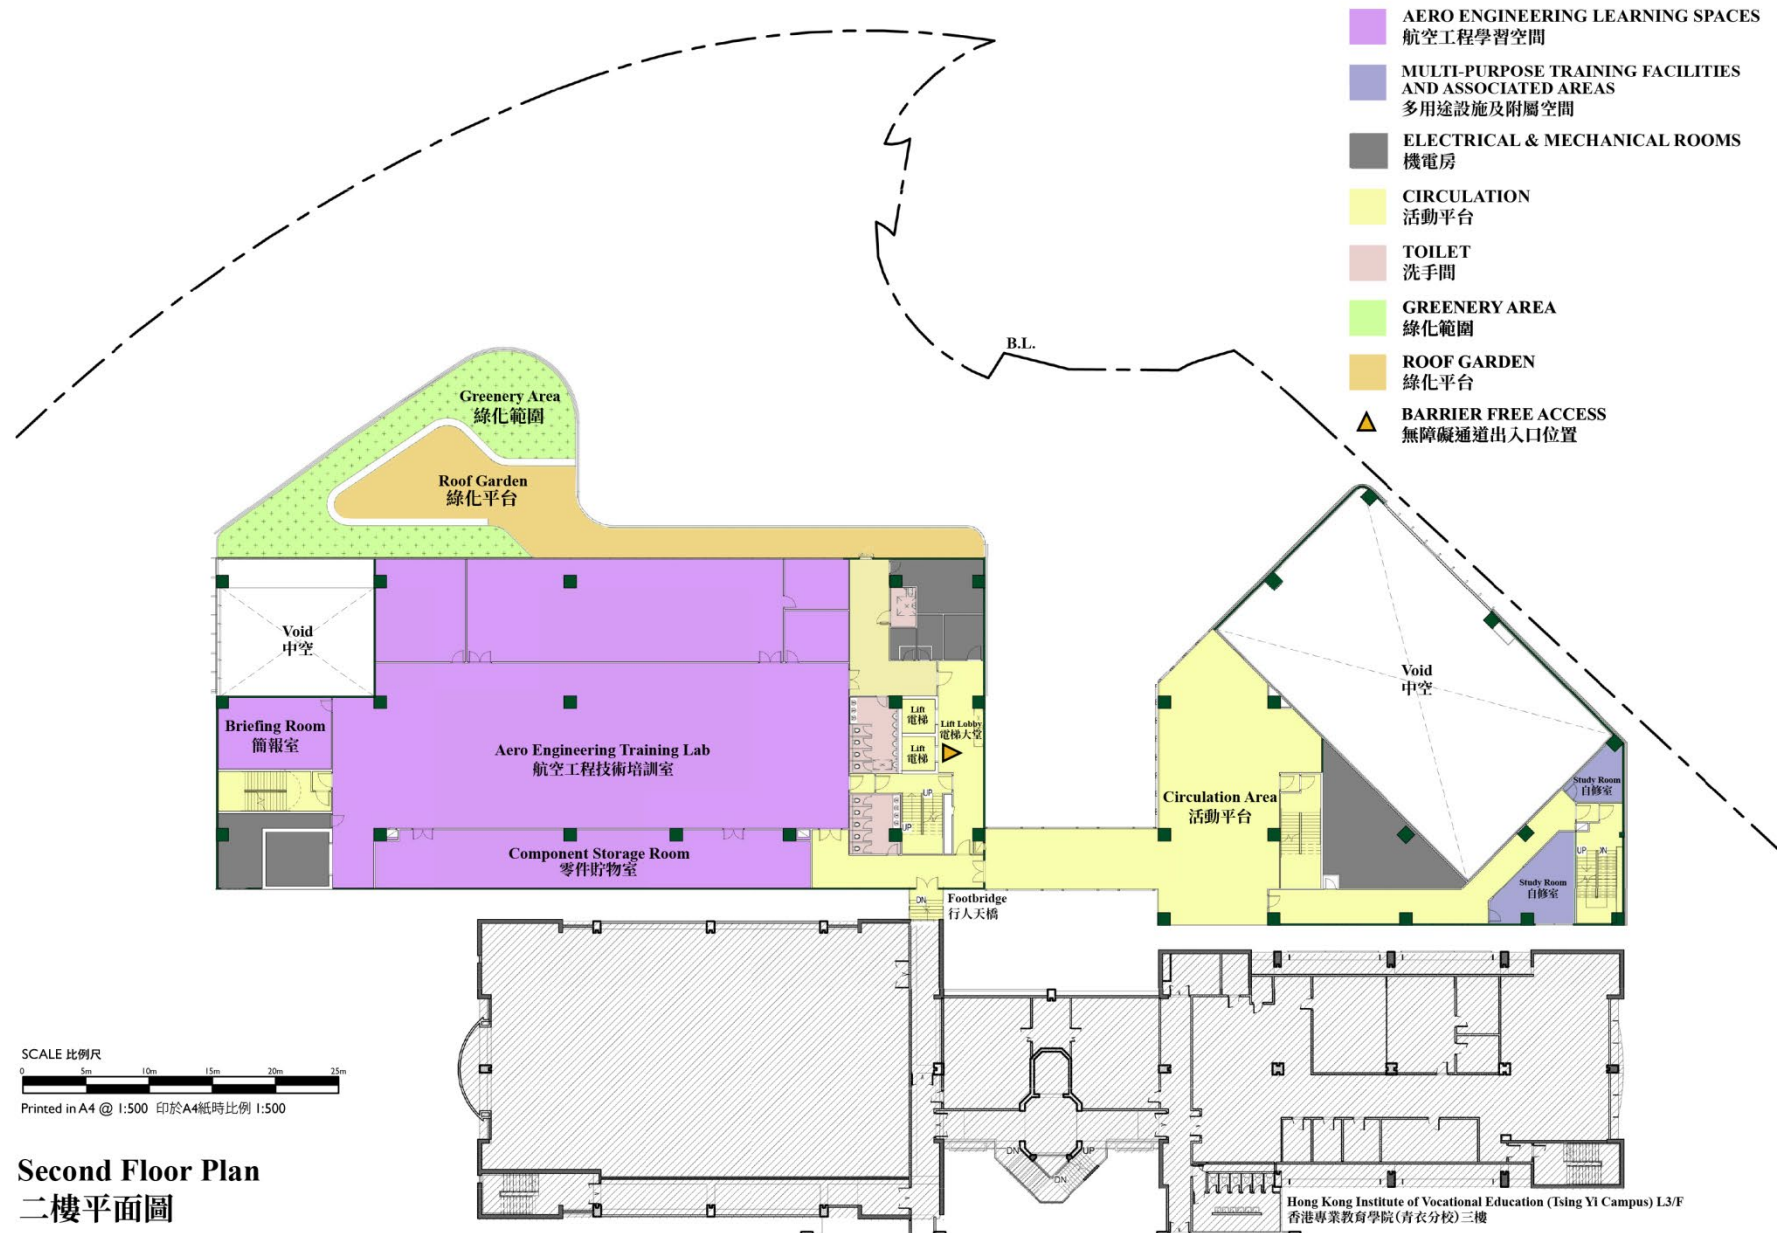 AERO ENGINEERING LEARNING SPACES
航空工程學習空間
MULTI-PURPOSE TRAINING FACILITIES
AND ASSOCIATED AREAS
多用途設施及附屬空間
ELECTRICAL & MECHANICAL ROOMS
機電房
CIRCULATION
活動平台
TOILET
洗手間
GREENERY AREA
綠化範圍
ROOF GARDEN
綠化平台
BARRIER FREE ACCESS
無障礙通道出入口位置
B.L.
Greenery Area
綠化範圍
Roof Garden
綠化平台
Void
中空
Briefing Room
簡報室
Aero Engineering Training Lab
航空工程技術培訓室
Component Storage Room
零件貯物室
Lift
電梯
Lift
電梯
Lift Lobby
電梯大堂
UP
UP
DN
Footbridge
行人天橋
Void
中空
Circulation Area
活動平台
Study Room
自修室
Study Room
自修室
UP
DN
DN
UP
DN
SCALE 比例尺
0 5m 10m 15m 20m 25m
Printed in A4 @ 1:500 印於A4紙時比例 1:500
Second Floor Plan
二樓平面圖
Hong Kong Institute of Vocational Education (Tsing Yi Campus) L3/F
香港專業教育學院(青衣分校)三樓